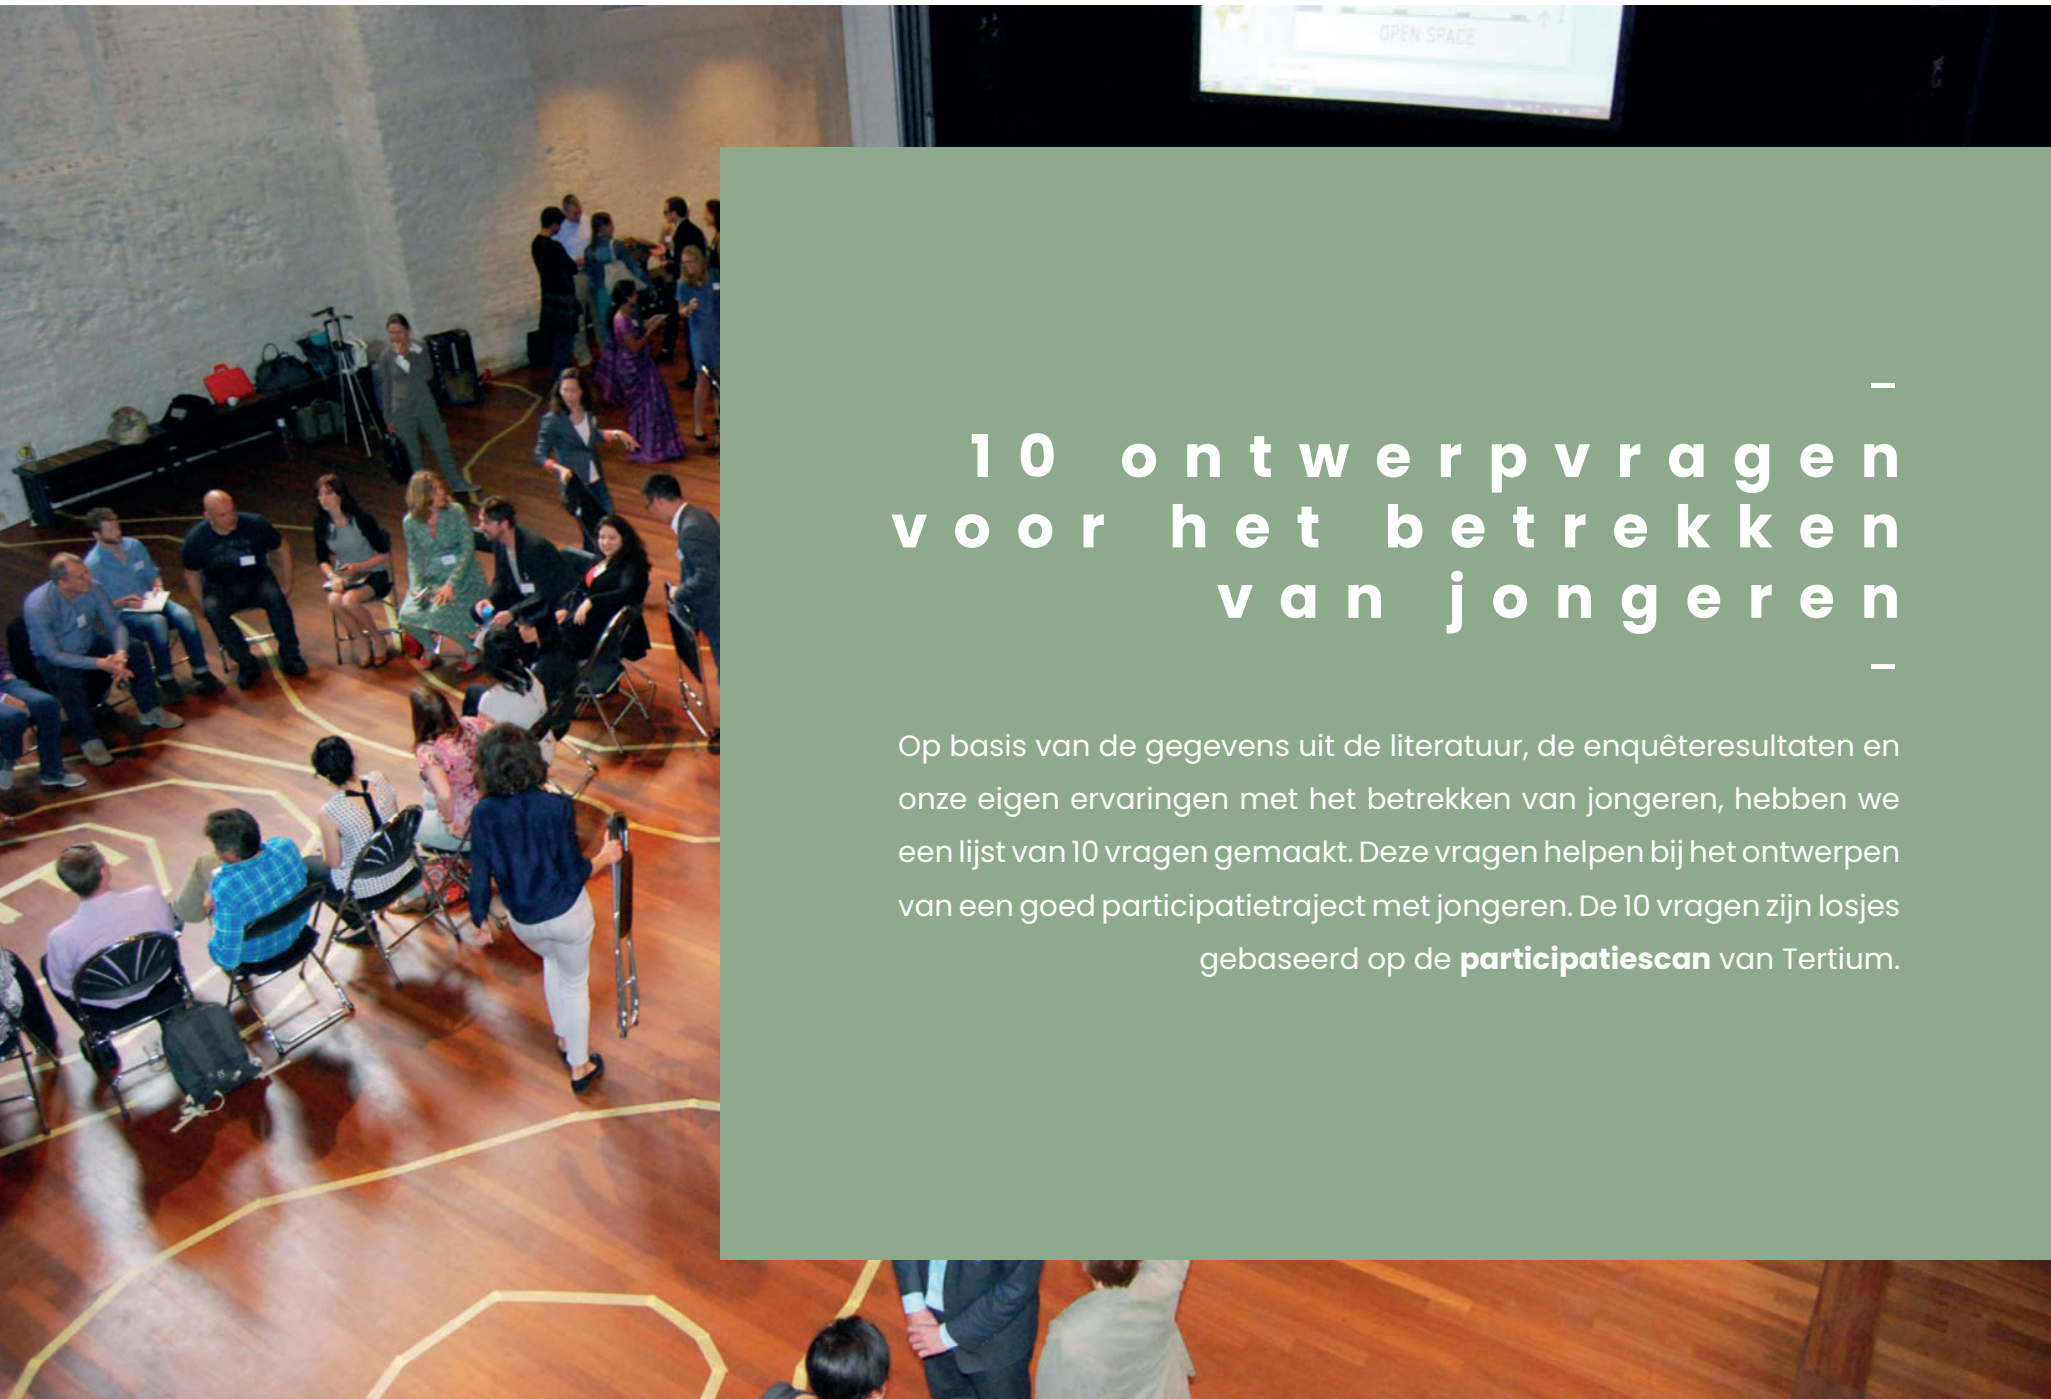 OPEN SPACE
–
10 ontwerpvragen
voor het betrekken
van jongeren
–
Op basis van de gegevens uit de literatuur, de enquêteresultaten en
onze eigen ervaringen met het betrekken van jongeren, hebben we
een lijst van 10 vragen gemaakt. Deze vragen helpen bij het ontwerpen
van een goed participatietraject met jongeren. De 10 vragen zijn losjes
gebaseerd op de participatiescan van Tertium.